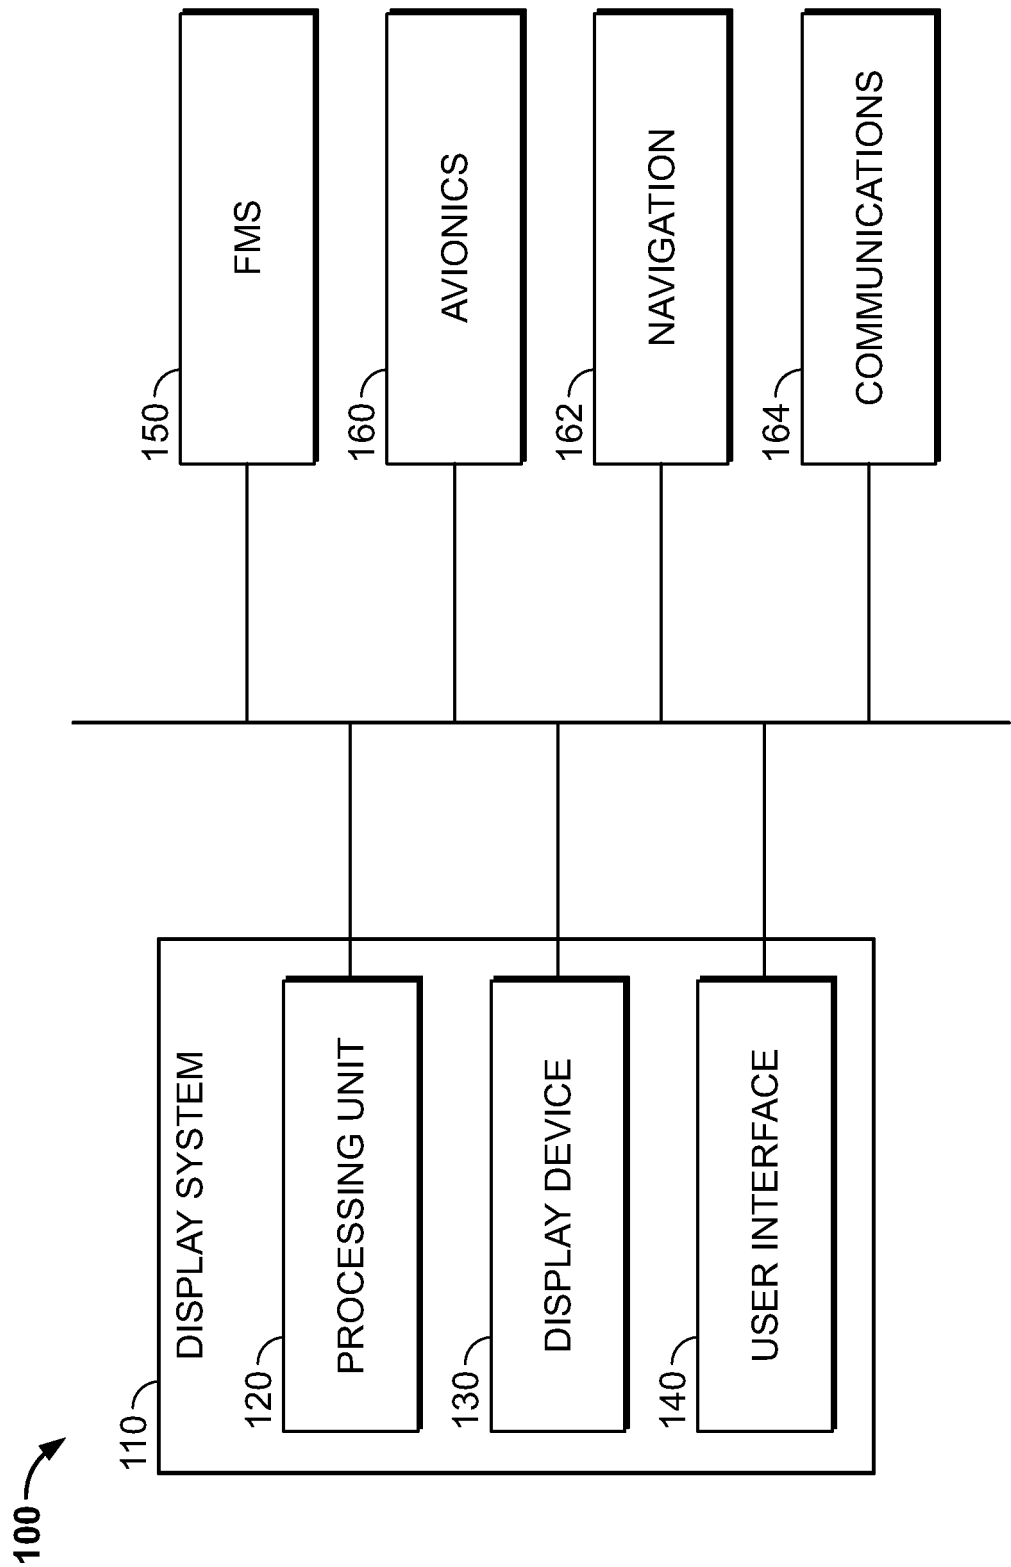 100
110
DISPLAY SYSTEM
120
PROCESSING UNIT
130
DISPLAY DEVICE
140
USER INTERFACE
150
FMS
160
AVIONICS
162
NAVIGATION
164
COMMUNICATIONS